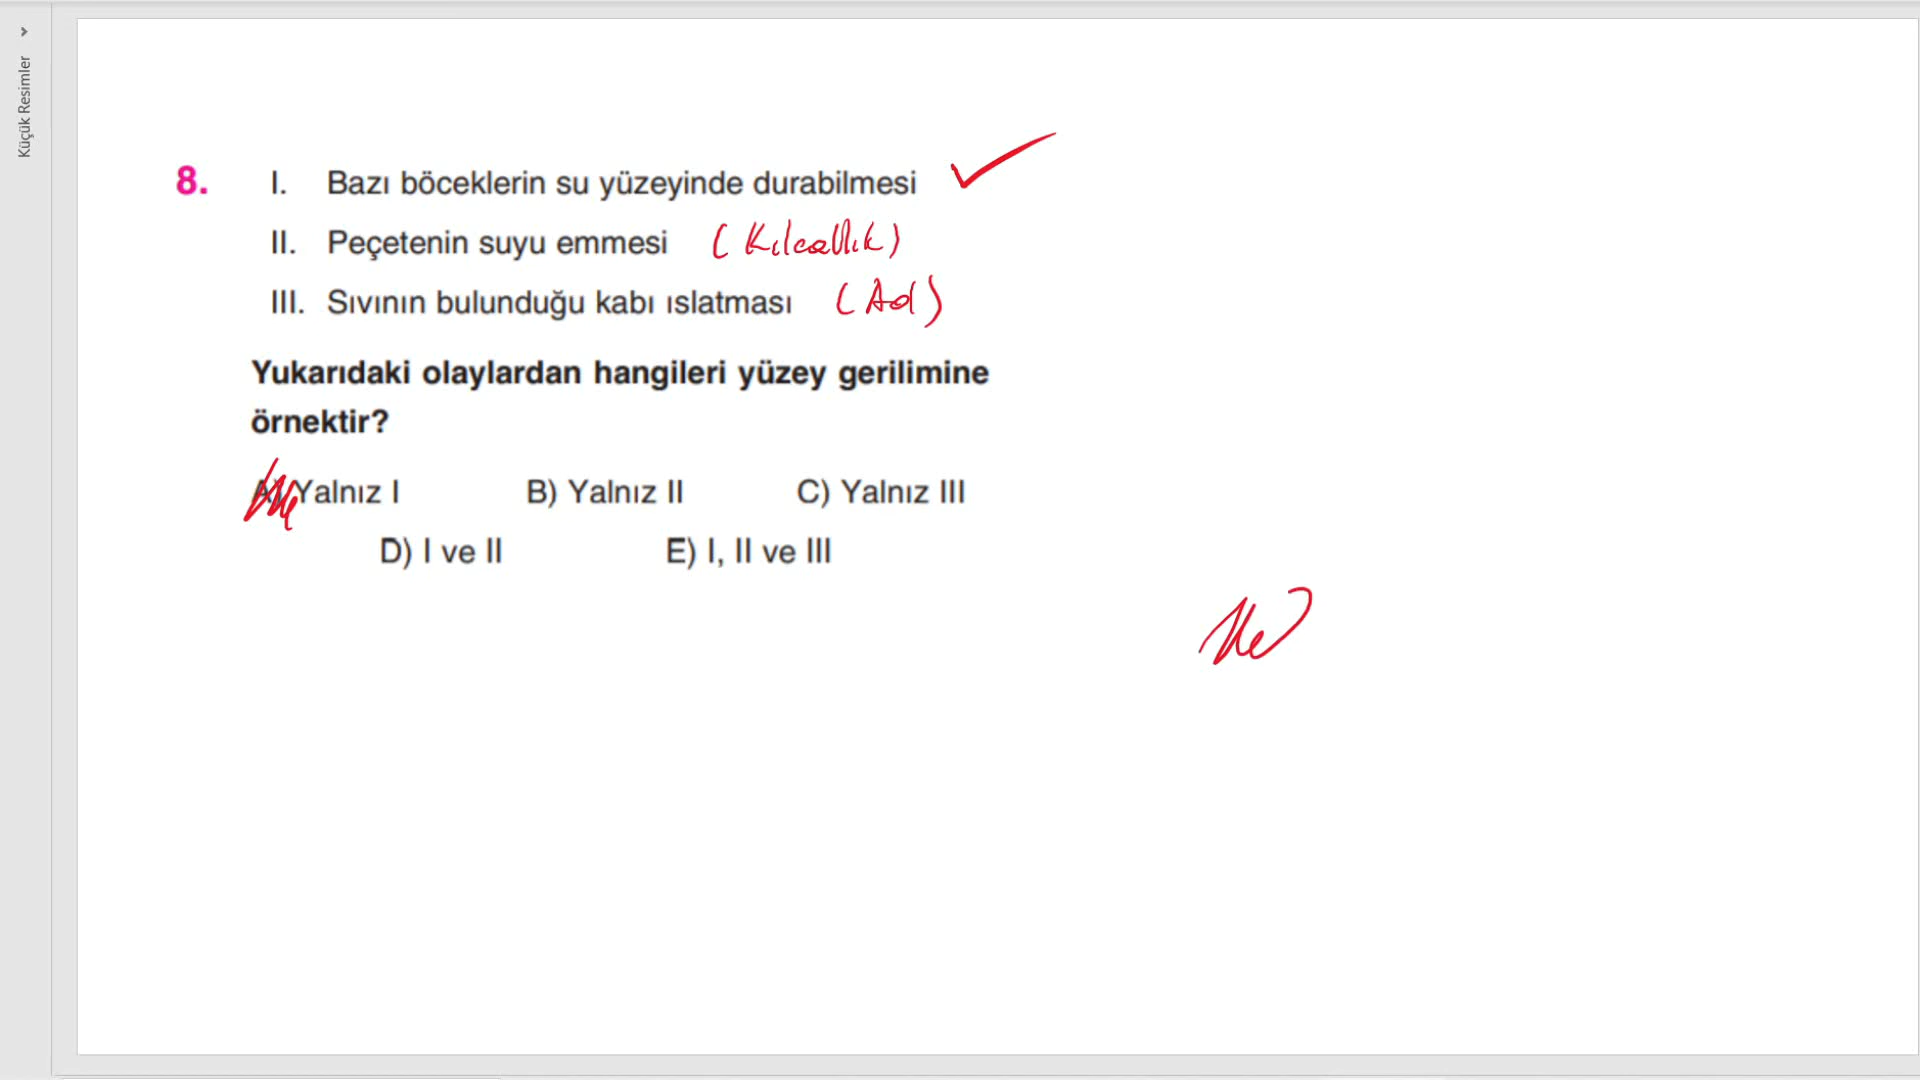 Küçük Resimler
8. I. Bazı böceklerin su yüzeyinde durabilmesi
II. Peçetenin suyu emmesi (Kılcallık)
III. Sıvının bulunduğu kabı ıslatması (Ad)
Yukarıdaki olaylardan hangileri yüzey gerilimine
örnektir?
A) Yalnız I B) Yalnız II C) Yalnız III
D) I ve II E) I, II ve III